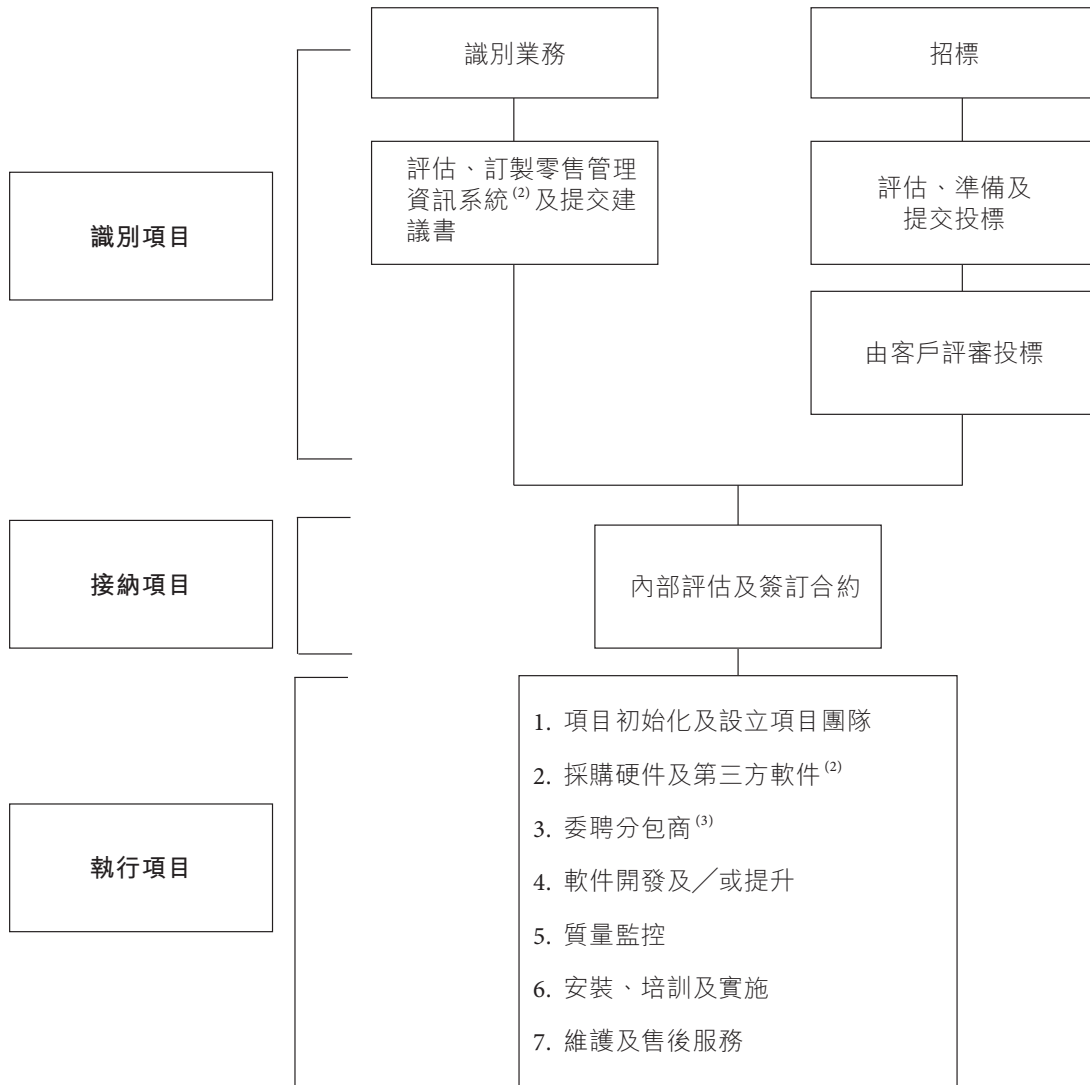 識別業務
招標
評估、訂製零售管理
資訊系統(2)及提交建
議書
評估、準備及
提交投標
識別項目
由客戶評審投標
接納項目
內部評估及簽訂合約
1. 項目初始化及設立項目團隊
2. 採購硬件及第三方軟件(2)
3. 委聘分包商(3)
執行項目
4. 軟件開發及╱或提升
5. 質量監控
6. 安裝、培訓及實施
7. 維護及售後服務